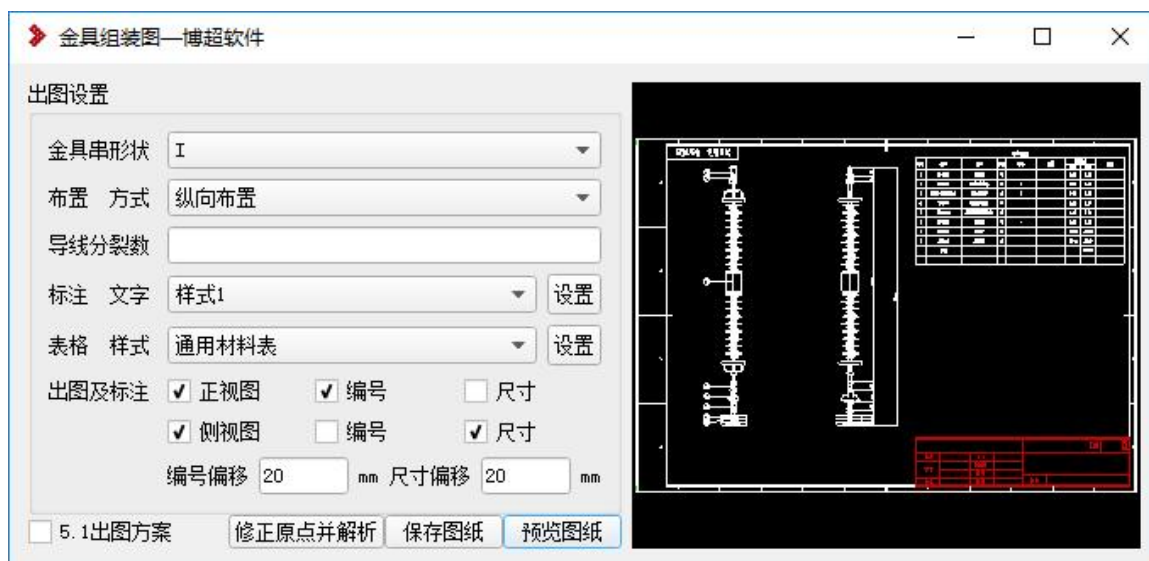 金具组装图—博超软件
出图设置
金具串形状 I
布置 方式 纵向布置
导线分裂数
标注 文字 样式1 设置
表格 样式 通用材料表 设置
出图及标注 正视图 编号 尺寸
侧视图 编号 尺寸
编号偏移 20 mm 尺寸偏移 20 mm
5.1出图方案 修正原点并解析 保存图纸 预览图纸